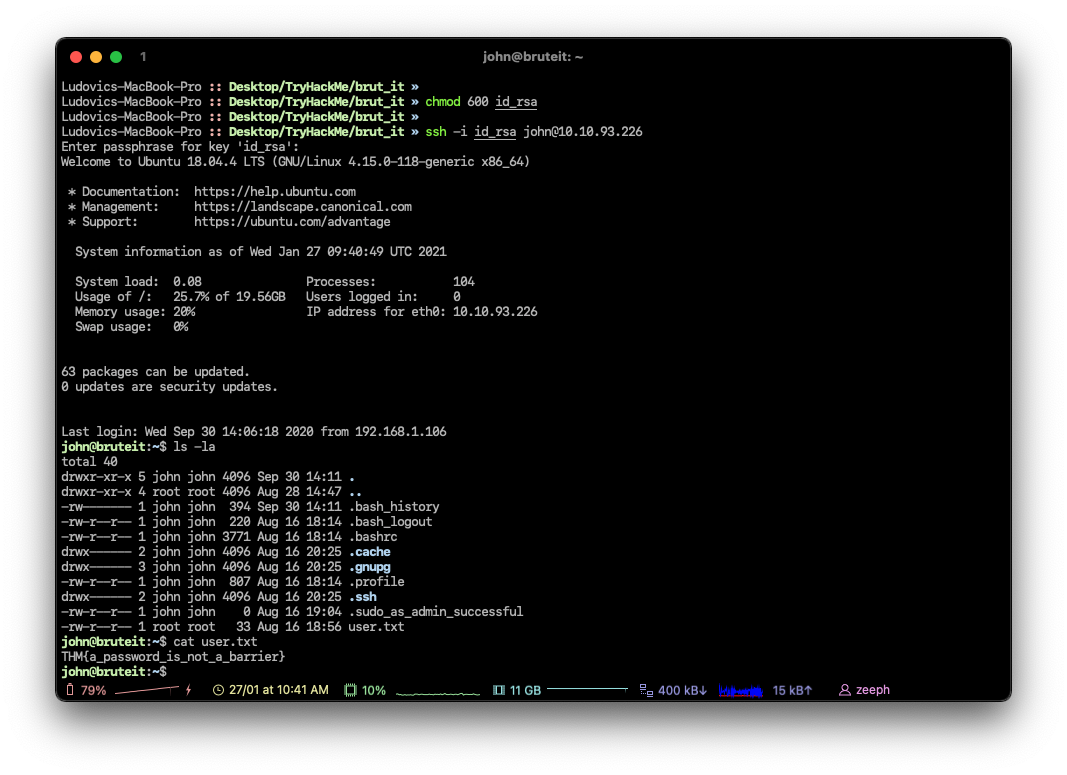 1
john@bruteit: ~
Ludovics-MacBook-Pro :: Desktop/TryHackMe/brut_it »
Ludovics-MacBook-Pro :: Desktop/TryHackMe/brut_it » chmod 600 id_rsa
Ludovics-MacBook-Pro :: Desktop/TryHackMe/brut_it »
Ludovics-MacBook-Pro :: Desktop/TryHackMe/brut_it » ssh -i id_rsa john@10.10.93.226
Enter passphrase for key 'id_rsa':
Welcome to Ubuntu 18.04.4 LTS (GNU/Linux 4.15.0-118-generic x86_64)

 * Documentation:  https://help.ubuntu.com
 * Management:     https://landscape.canonical.com
 * Support:        https://ubuntu.com/advantage

  System information as of Wed Jan 27 09:40:49 UTC 2021

  System load:  0.08               Processes:           104
  Usage of /:   25.7% of 19.56GB   Users logged in:     0
  Memory usage: 20%                IP address for eth0: 10.10.93.226
  Swap usage:   0%

63 packages can be updated.
0 updates are security updates.

Last login: Wed Sep 30 14:06:18 2020 from 192.168.1.106
john@bruteit:~$ ls -la
total 40
drwxr-xr-x 5 john john 4096 Sep 30 14:11 .
drwxr-xr-x 4 root root 4096 Aug 28 14:47 ..
-rw------- 1 john john  394 Sep 30 14:11 .bash_history
-rw-r--r-- 1 john john  220 Aug 16 18:14 .bash_logout
-rw-r--r-- 1 john john 3771 Aug 16 18:14 .bashrc
drwx------ 2 john john 4096 Aug 16 20:25 .cache
drwx------ 3 john john 4096 Aug 16 20:25 .gnupg
-rw-r--r-- 1 john john  807 Aug 16 18:14 .profile
drwx------ 2 john john 4096 Aug 16 20:25 .ssh
-rw-r--r-- 1 john john    0 Aug 16 19:04 .sudo_as_admin_successful
-rw-r--r-- 1 root root   33 Aug 16 18:56 user.txt
john@bruteit:~$ cat user.txt
THM{a_password_is_not_a_barrier}
john@bruteit:~$
79% 27/01 at 10:41 AM 10% 11 GB 400 kB↓ 15 kB↑ zeeph